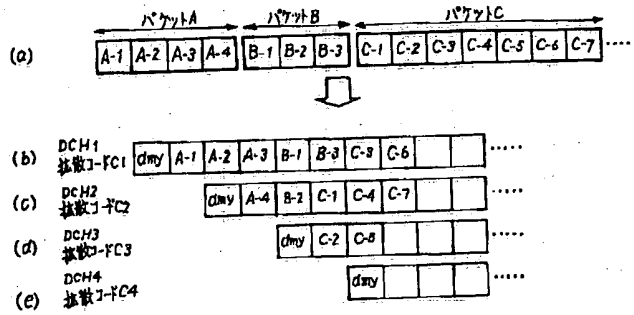 パケットA パケットB パケットC
(a) A-1 A-2 A-3 A-4 B-1 B-2 B-3 C-1 C-2 C-3 C-4 C-5 C-6 C-7 ・・・・・
(b) DCH1 拡散コードC1 dmy A-1 A-2 A-3 B-1 B-3 C-3 C-6 ・・・・・
(c) DCH2 拡散コードC2 dmy A-4 B-2 C-1 C-4 C-7 ・・・・・
(d) DCH3 拡散コードC3 dmy C-2 C-5 ・・・・・
(e) DCH4 拡散コードC4 dmy ・・・・・